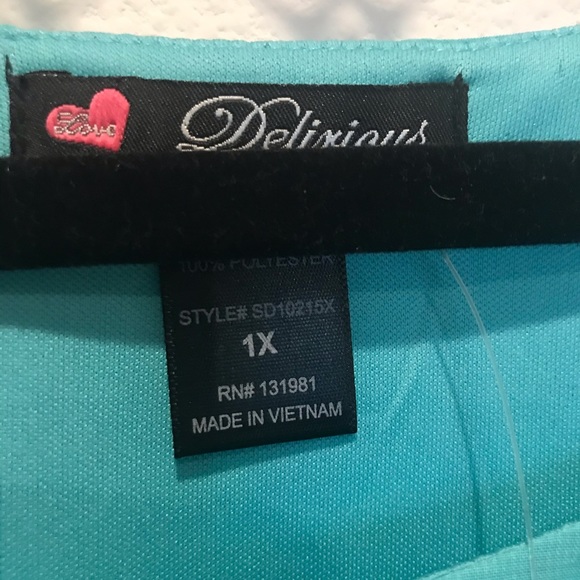 Love
Delirious
100% POLYESTER
STYLE# SD10215X
1X
RN# 131981
MADE IN VIETNAM